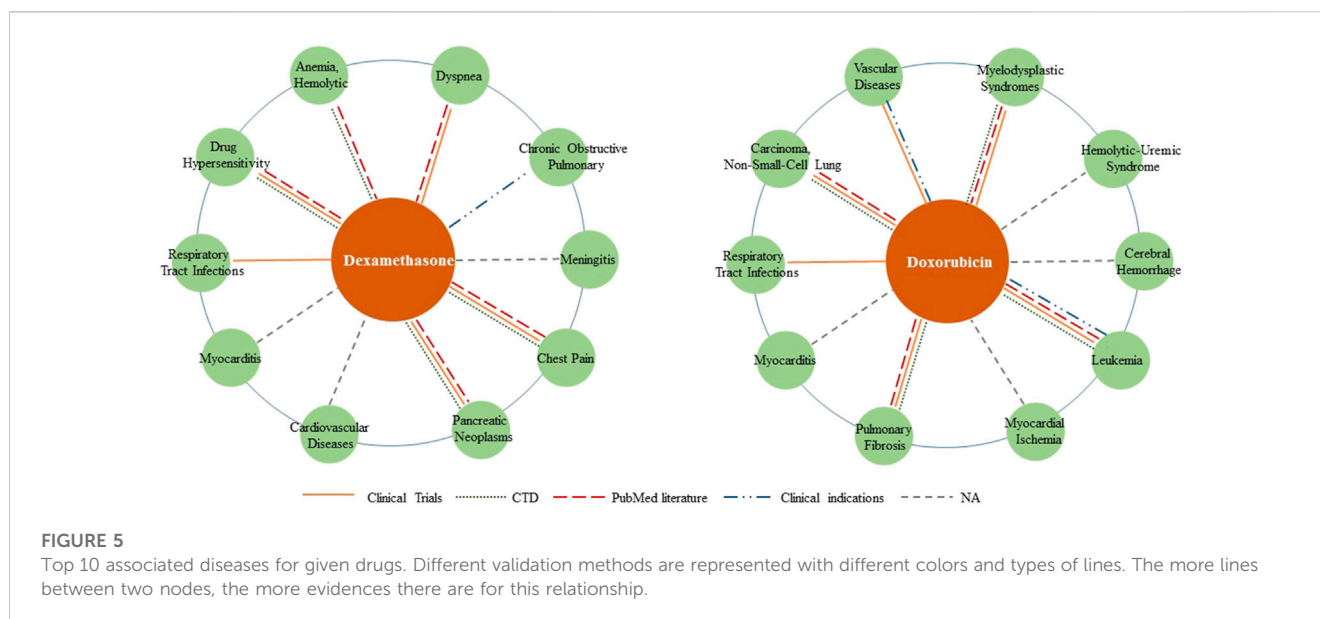 Anemia,
Hemolytic
Dyspnea
Drug
Hypersensitivity
Chronic Obstructive
Pulmonary
Respiratory
Tract Infections
Dexamethasone
Meningitis
Myocarditis
Chest Pain
Cardiovascular
Diseases
Pancreatic
Neoplasms
Vascular
Diseases
Myelodysplastic
Syndromes
Carcinoma,
Non-Small-Cell Lung
Hemolytic-Uremic
Syndrome
Respiratory
Tract Infections
Doxorubicin
Cerebral
Hemorrhage
Myocarditis
Leukemia
Pulmonary
Fibrosis
Myocardial
Ischemia
Clinical Trials
CTD
PubMed literature
Clinical indications
NA
FIGURE 5
Top 10 associated diseases for given drugs. Different validation methods are represented with different colors and types of lines. The more lines
between two nodes, the more evidences there are for this relationship.